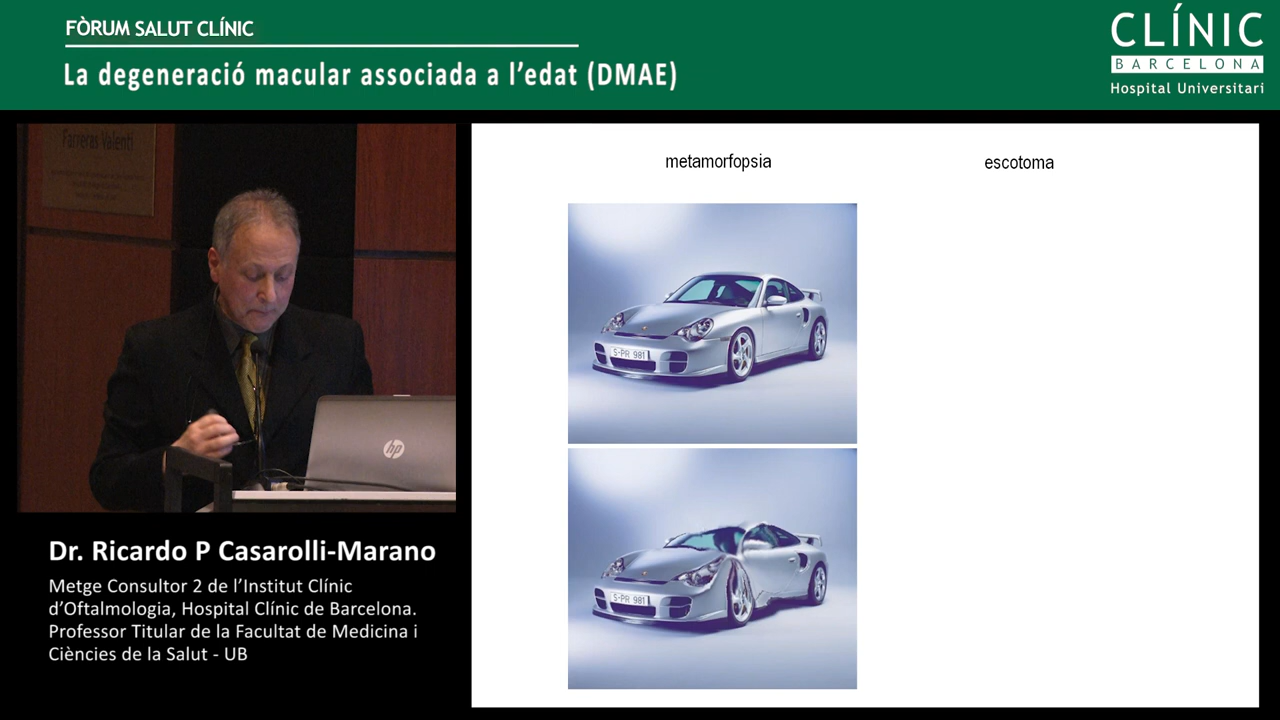 FÒRUM SALUT CLÍNIC
La degeneració macular associada a l'edat (DMAE)
CLÍNIC
BARCELONA
Hospital Universitari
Farreras Valentí
metamorfopsia
escotoma
S-PR 981
S-PR 981
hp
Dr. Ricardo P Casarolli-Marano
Metge Consultor 2 de l'Institut Clínic
d'Oftalmologia, Hospital Clínic de Barcelona.
Professor Titular de la Facultat de Medicina i
Ciències de la Salut - UB